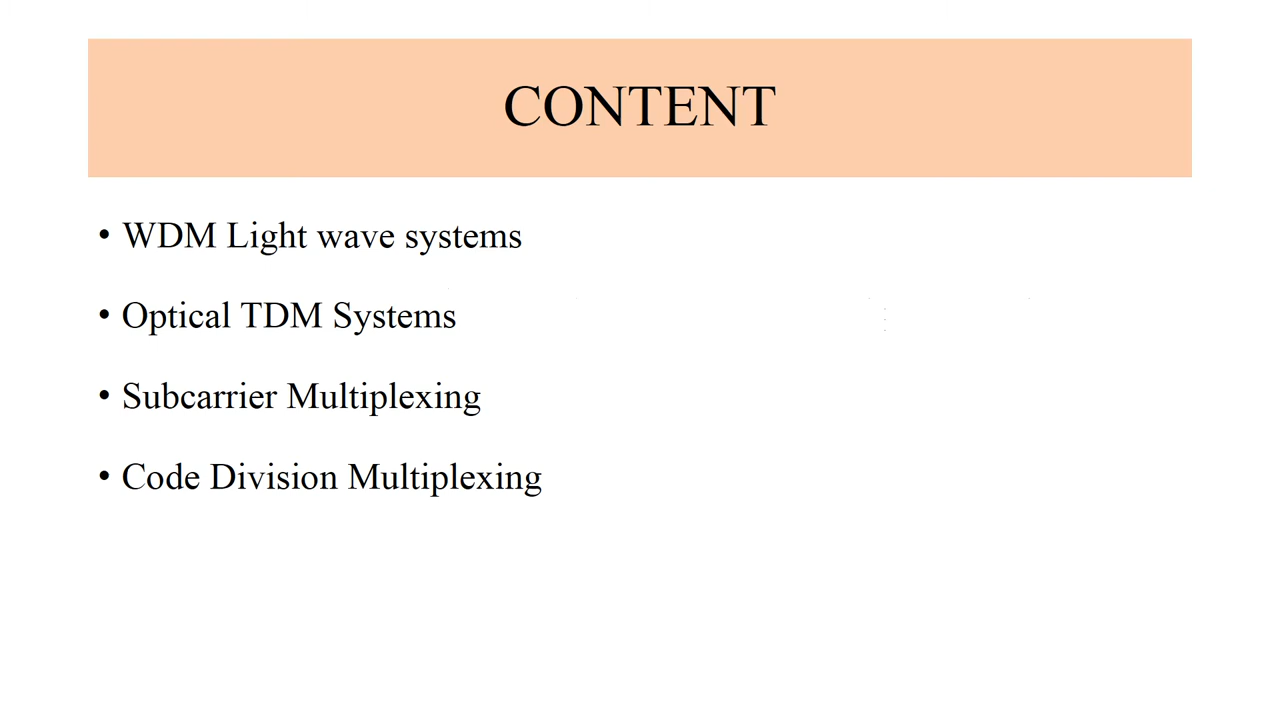 CONTENT
• WDM Light wave systems
• Optical TDM Systems
• Subcarrier Multiplexing
• Code Division Multiplexing